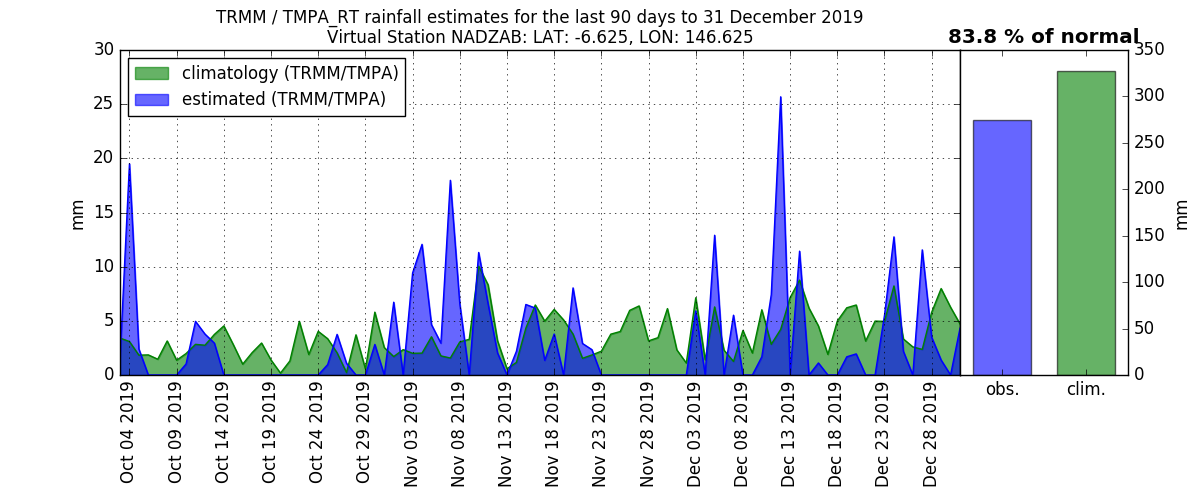 TRMM / TMPA_RT rainfall estimates for the last 90 days to 31 December 2019
Virtual Station NADZAB: LAT: -6.625, LON: 146.625
83.8 % of normal
climatology (TRMM/TMPA)
estimated (TRMM/TMPA)
30
25
20
15
10
5
0
mm
Oct 04 2019
Oct 09 2019
Oct 14 2019
Oct 19 2019
Oct 24 2019
Oct 29 2019
Nov 03 2019
Nov 08 2019
Nov 13 2019
Nov 18 2019
Nov 23 2019
Nov 28 2019
Dec 03 2019
Dec 08 2019
Dec 13 2019
Dec 18 2019
Dec 23 2019
Dec 28 2019
350
300
250
200
150
100
50
0
mm
obs.
clim.